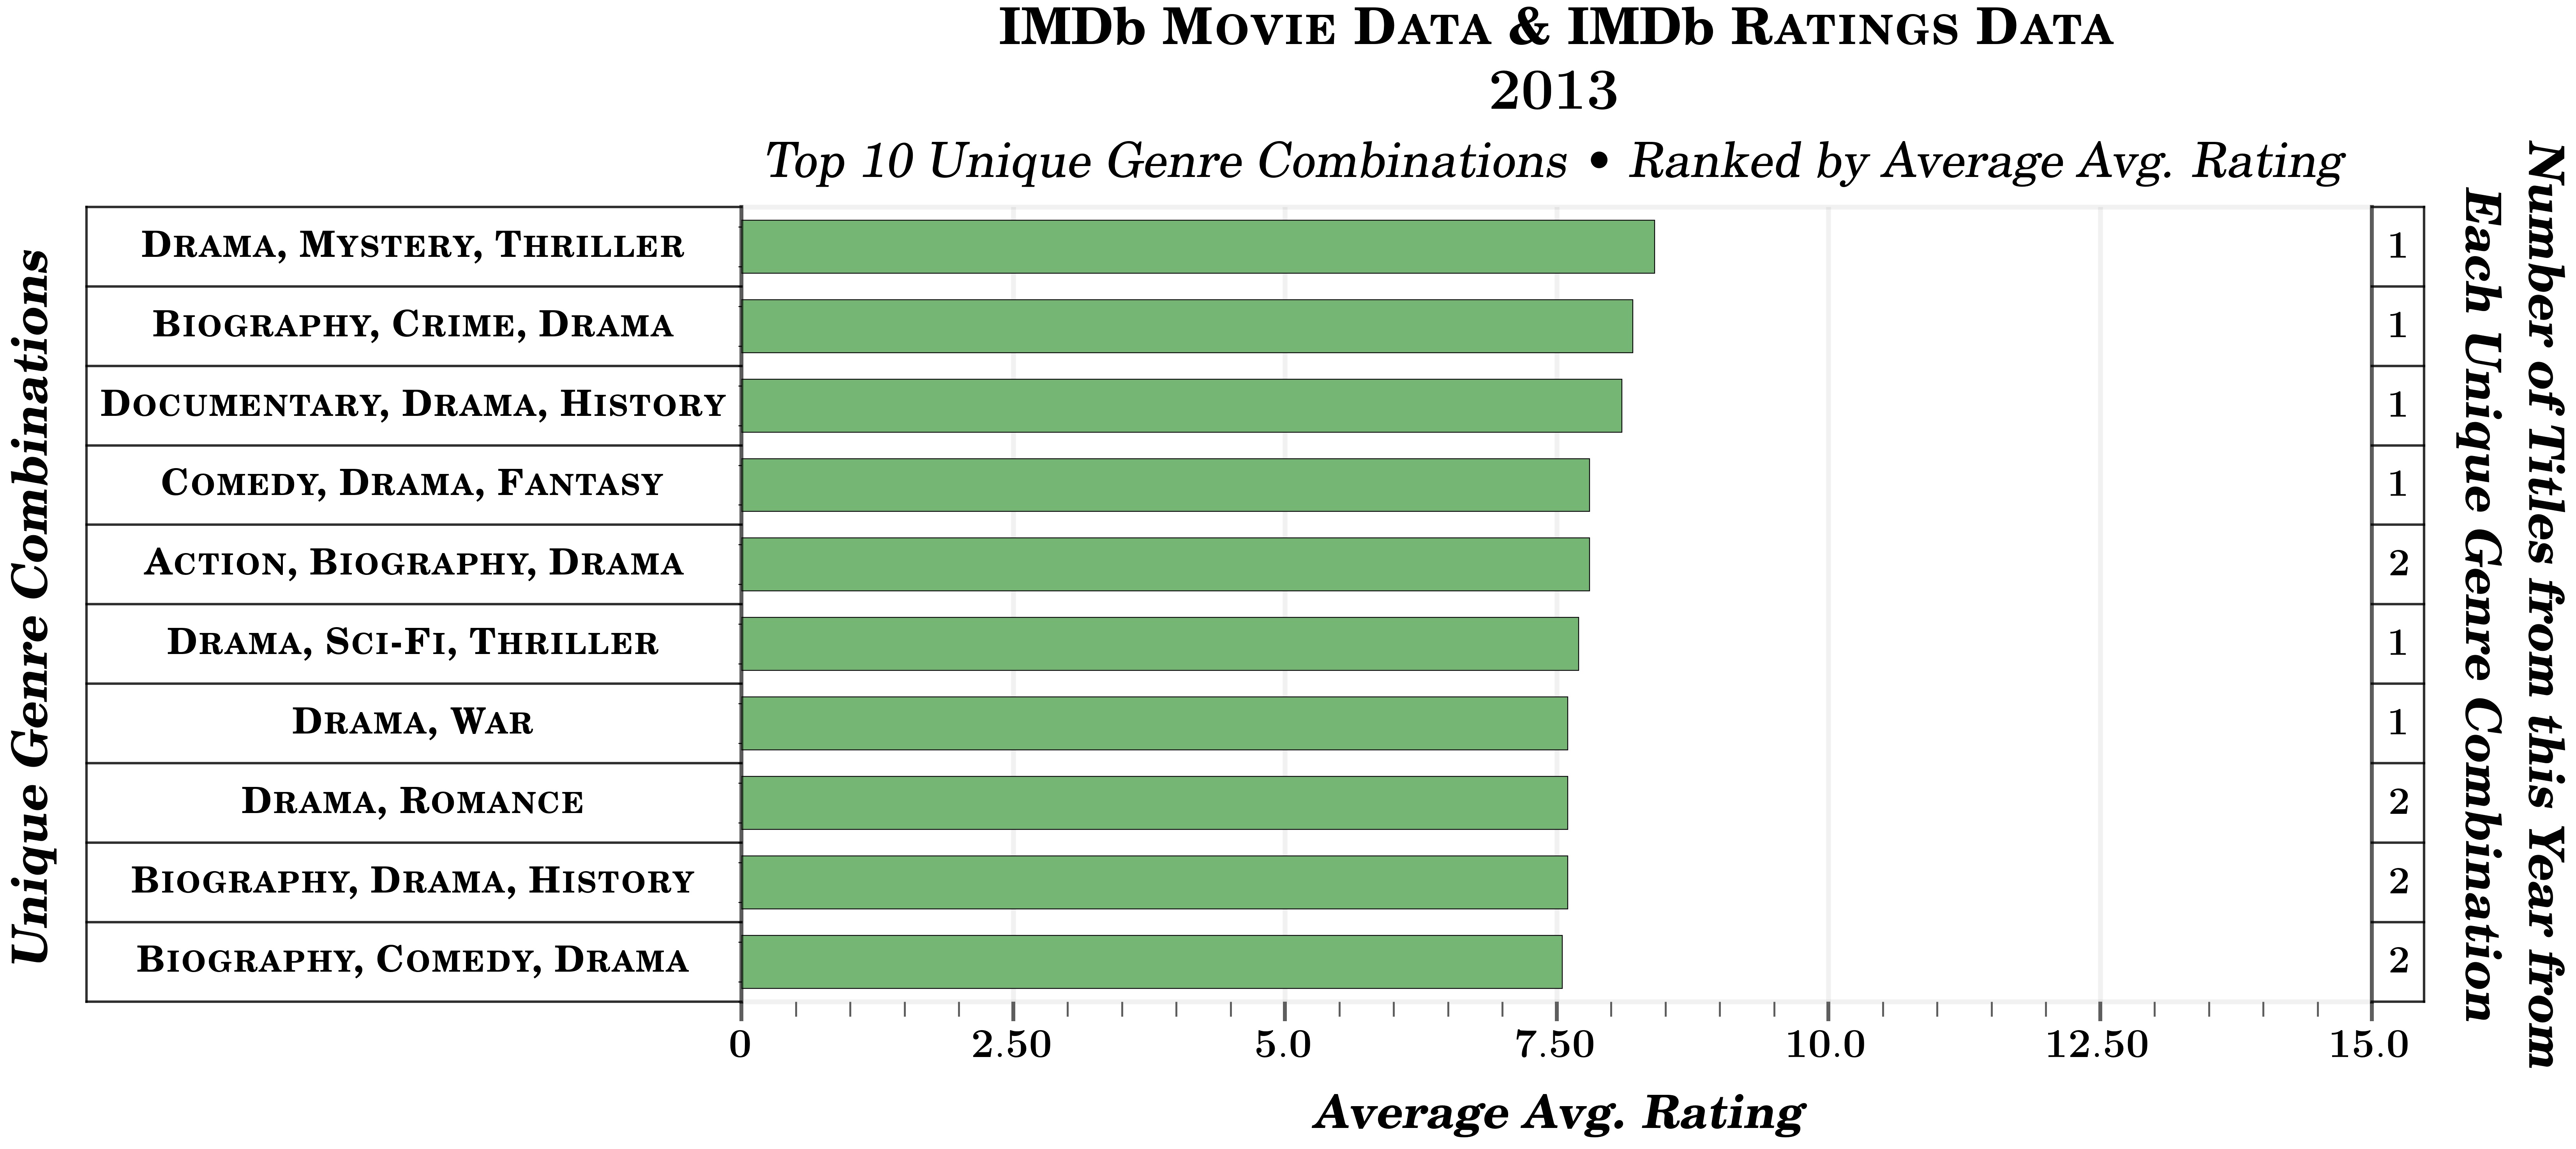 IMDb Movie Data & IMDb Ratings Data
2013
Top 10 Unique Genre Combinations • Ranked by Average Avg. Rating
Unique Genre Combinations
Drama, Mystery, Thriller 1
Biography, Crime, Drama 1
Documentary, Drama, History 1
Comedy, Drama, Fantasy 1
Action, Biography, Drama 2
Drama, Sci-Fi, Thriller 1
Drama, War 1
Drama, Romance 2
Biography, Drama, History 2
Biography, Comedy, Drama 2
0 2.50 5.0 7.50 10.0 12.50 15.0
Average Avg. Rating
Number of Titles from this Year from
Each Unique Genre Combination